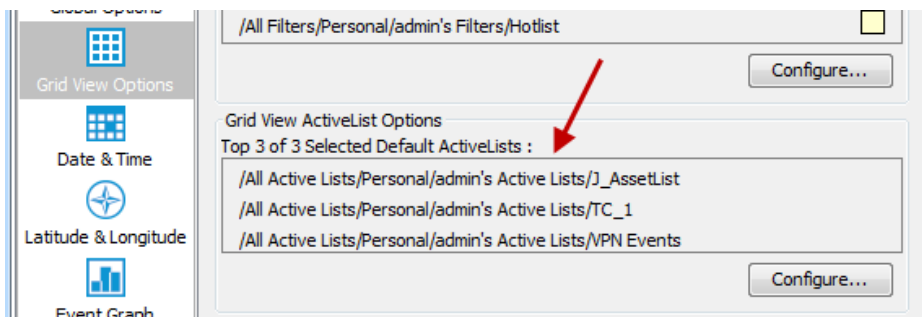 Global Options
/All Filters/Personal/admin's Filters/Hotlist
Configure...
Grid View Options
Grid View ActiveList Options
Top 3 of 3 Selected Default ActiveLists :
Date & Time
/All Active Lists/Personal/admin's Active Lists/J_AssetList
/All Active Lists/Personal/admin's Active Lists/TC_1
Latitude & Longitude
/All Active Lists/Personal/admin's Active Lists/VPN Events
Configure...
Event Graph